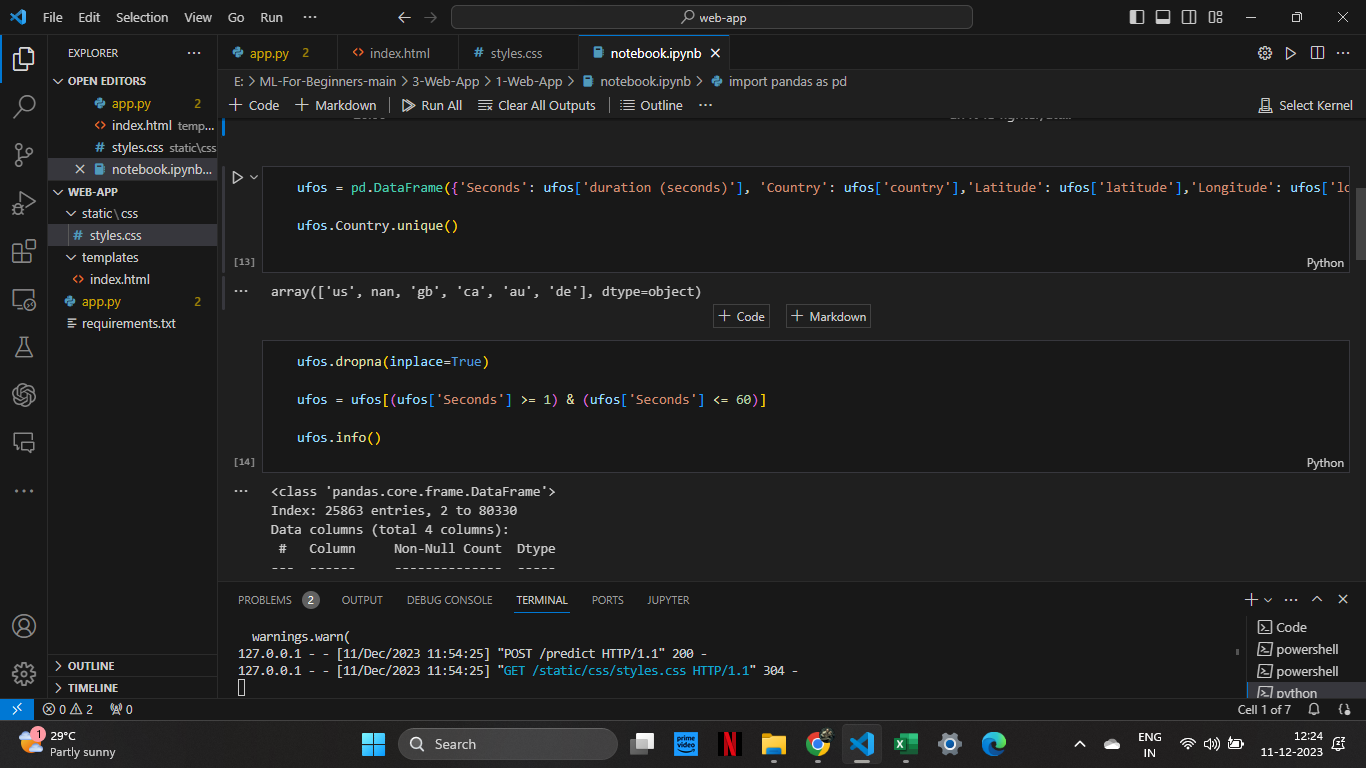 File Edit Selection View Go Run ··· web-app
EXPLORER ···
OPEN EDITORS
app.py 2
index.html temp...
styles.css static\css
notebook.ipynb...
WEB-APP
static\css
styles.css
templates
index.html
app.py 2
requirements.txt
OUTLINE
TIMELINE
app.py 2 index.html styles.css notebook.ipynb
E: > ML-For-Beginners-main > 3-Web-App > 1-Web-App > notebook.ipynb > import pandas as pd
+ Code + Markdown Run All Clear All Outputs Outline ··· Select Kernel
ufos = pd.DataFrame({'Seconds': ufos['duration (seconds)'], 'Country': ufos['country'],'Latitude': ufos['latitude'],'Longitude': ufos['lo
ufos.Country.unique()
[13] Python
··· array(['us', nan, 'gb', 'ca', 'au', 'de'], dtype=object)
+ Code + Markdown
ufos.dropna(inplace=True)
ufos = ufos[(ufos['Seconds'] >= 1) & (ufos['Seconds'] <= 60)]
ufos.info()
[14] Python
··· <class 'pandas.core.frame.DataFrame'>
Index: 25863 entries, 2 to 80330
Data columns (total 4 columns):
# Column Non-Null Count Dtype
--- ------ -------------- -----
PROBLEMS 2 OUTPUT DEBUG CONSOLE TERMINAL PORTS JUPYTER
warnings.warn(
127.0.0.1 - - [11/Dec/2023 11:54:25] "POST /predict HTTP/1.1" 200 -
127.0.0.1 - - [11/Dec/2023 11:54:25] "GET /static/css/styles.css HTTP/1.1" 304 -
Code
powershell
powershell
python
0 2 0 Cell 1 of 7
1 29°C
Partly sunny
Search
prime video
N
ENG
IN
12:24
11-12-2023